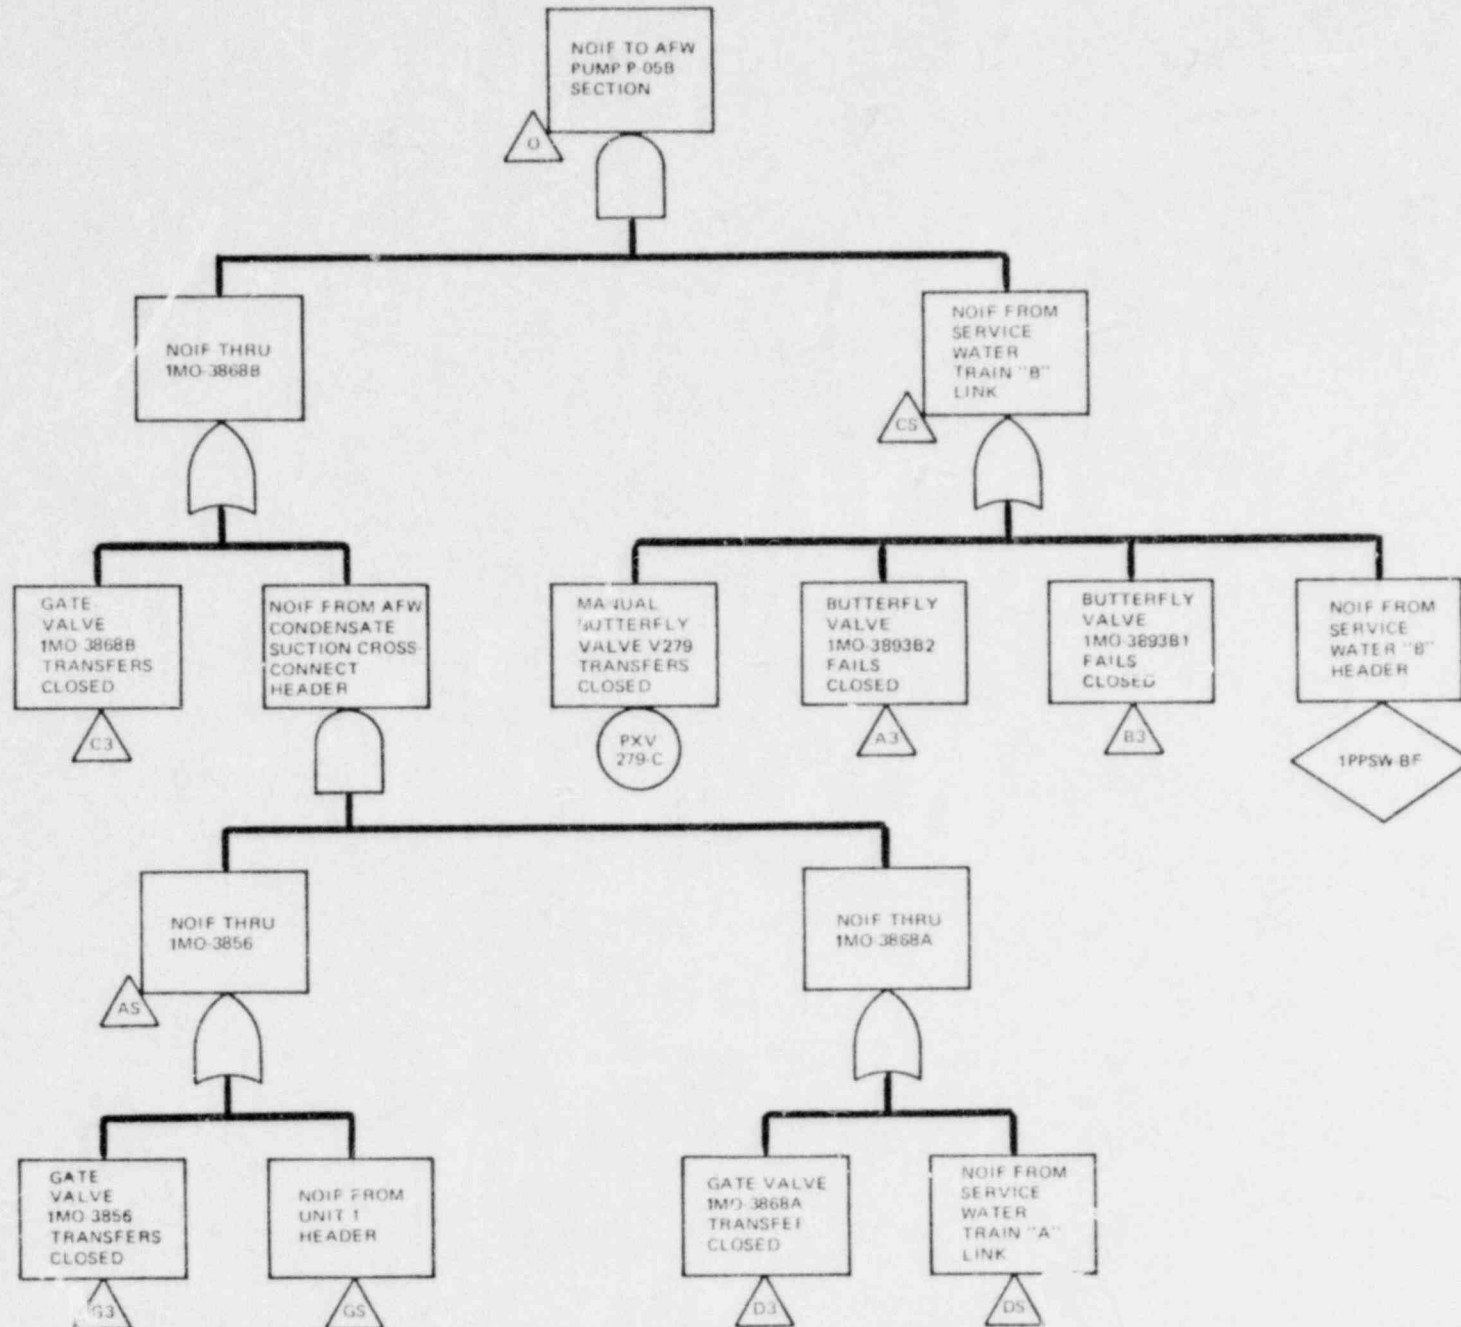 NOIF TO AFW
PUMP P-05B
SECTION
O
NOIF THRU
1MO-3868B
NOIF FROM
SERVICE
WATER
TRAIN "B"
LINK
CS
GATE
VALVE
1MO-3868B
TRANSFERS
CLOSED
C3
NOIF FROM AFW
CONDENSATE
SUCTION CROSS-
CONNECT
HEADER
MANUAL
BUTTERFLY
VALVE V279
TRANSFERS
CLOSED
PXV
279-C
BUTTERFLY
VALVE
1MO-3893B2
FAILS
CLOSED
A3
BUTTERFLY
VALVE
1MO-3893B1
FAILS
CLOSED
B3
NOIF FROM
SERVICE
WATER "B"
HEADER
1PPSW-BF
NOIF THRU
1MO-3856
AS
NOIF THRU
1MO-3868A
GATE
VALVE
1MO-3856
TRANSFERS
CLOSED
G3
NOIF FROM
UNIT 1
HEADER
GS
GATE VALVE
1MO-3868A
TRANSFER
CLOSED
D3
NOIF FROM
SERVICE
WATER
TRAIN "A"
LINK
DS